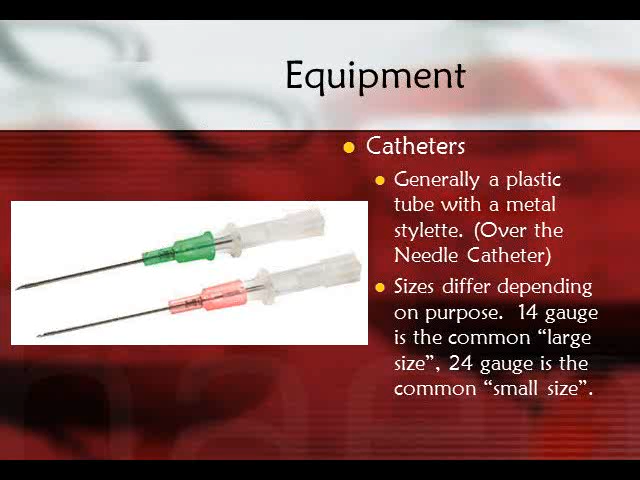 Equipment
Catheters
Generally a plastic
tube with a metal
stylette. (Over the
Needle Catheter)
Sizes differ depending
on purpose. 14 gauge
is the common “large
size”, 24 gauge is the
common “small size”.